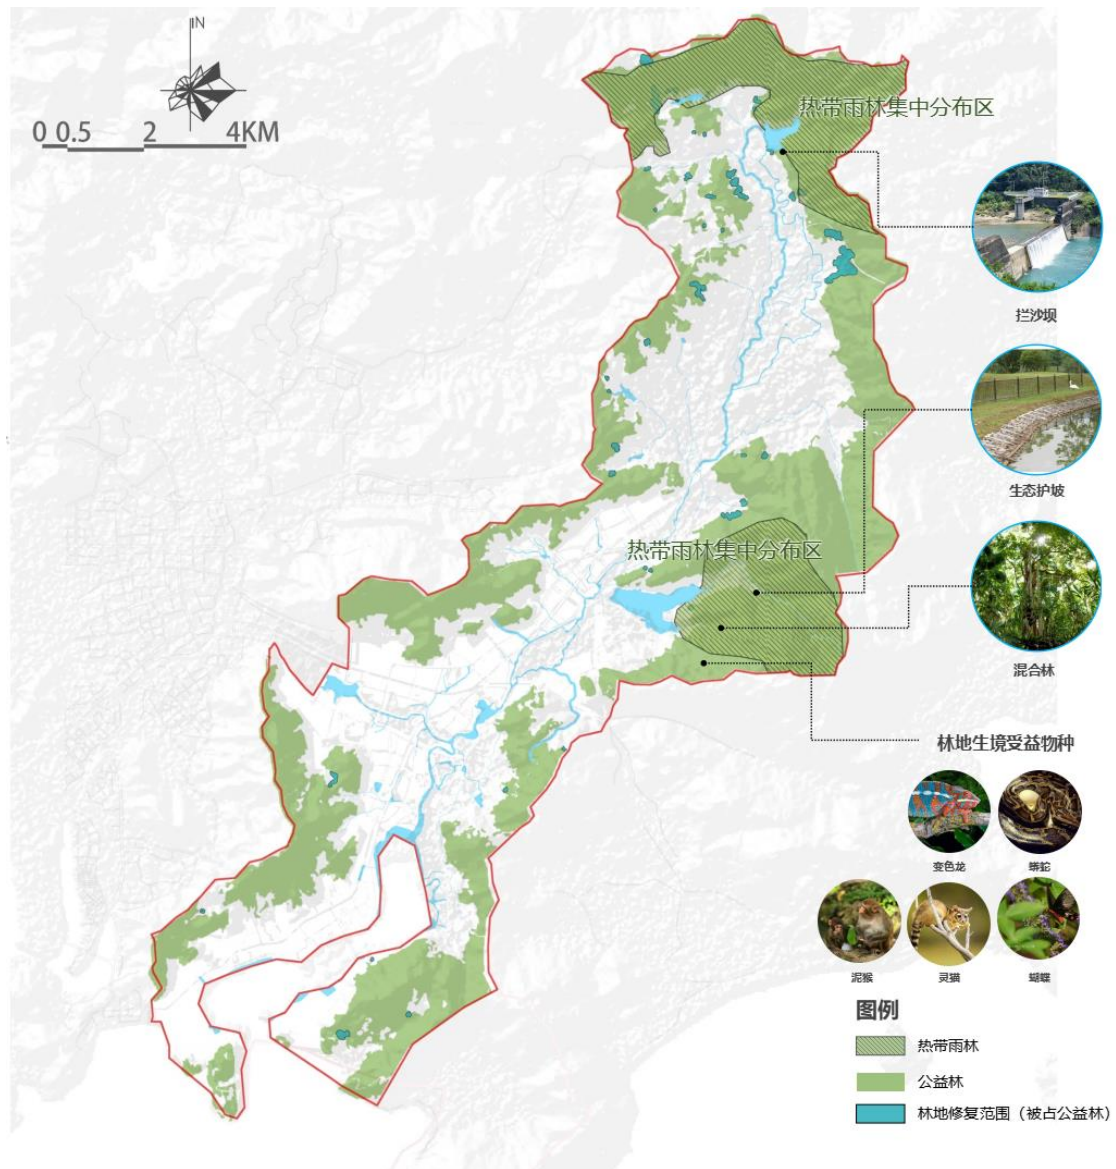 N
0 0.5 2 4KM
热带雨林集中分布区
拦沙坝
生态护坡
热带雨林集中分布区
混合林
林地生境受益物种
变色龙
蟒蛇
泥猴
灵猫
蝴蝶
图例
热带雨林
公益林
林地修复范围（被占公益林）